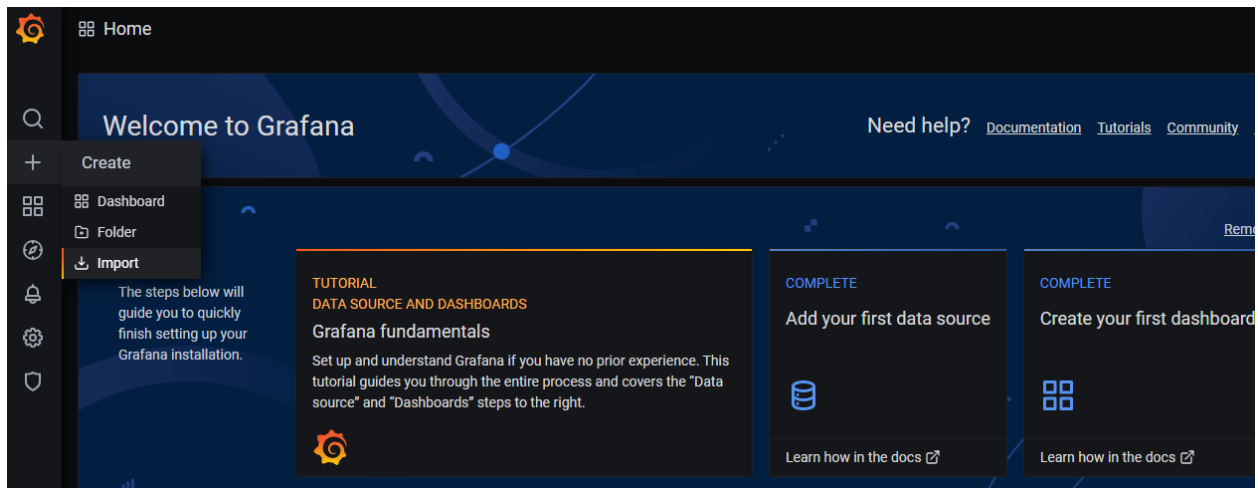 Home
Welcome to Grafana
Need help? Documentation Tutorials Community
Create
Dashboard
Folder
Import
The steps below will
guide you to quickly
finish setting up your
Grafana installation.
TUTORIAL
DATA SOURCE AND DASHBOARDS
Grafana fundamentals
Set up and understand Grafana if you have no prior experience. This
tutorial guides you through the entire process and covers the “Data
source” and “Dashboards” steps to the right.
COMPLETE
Add your first data source
Learn how in the docs
COMPLETE
Create your first dashboard
Learn how in the docs